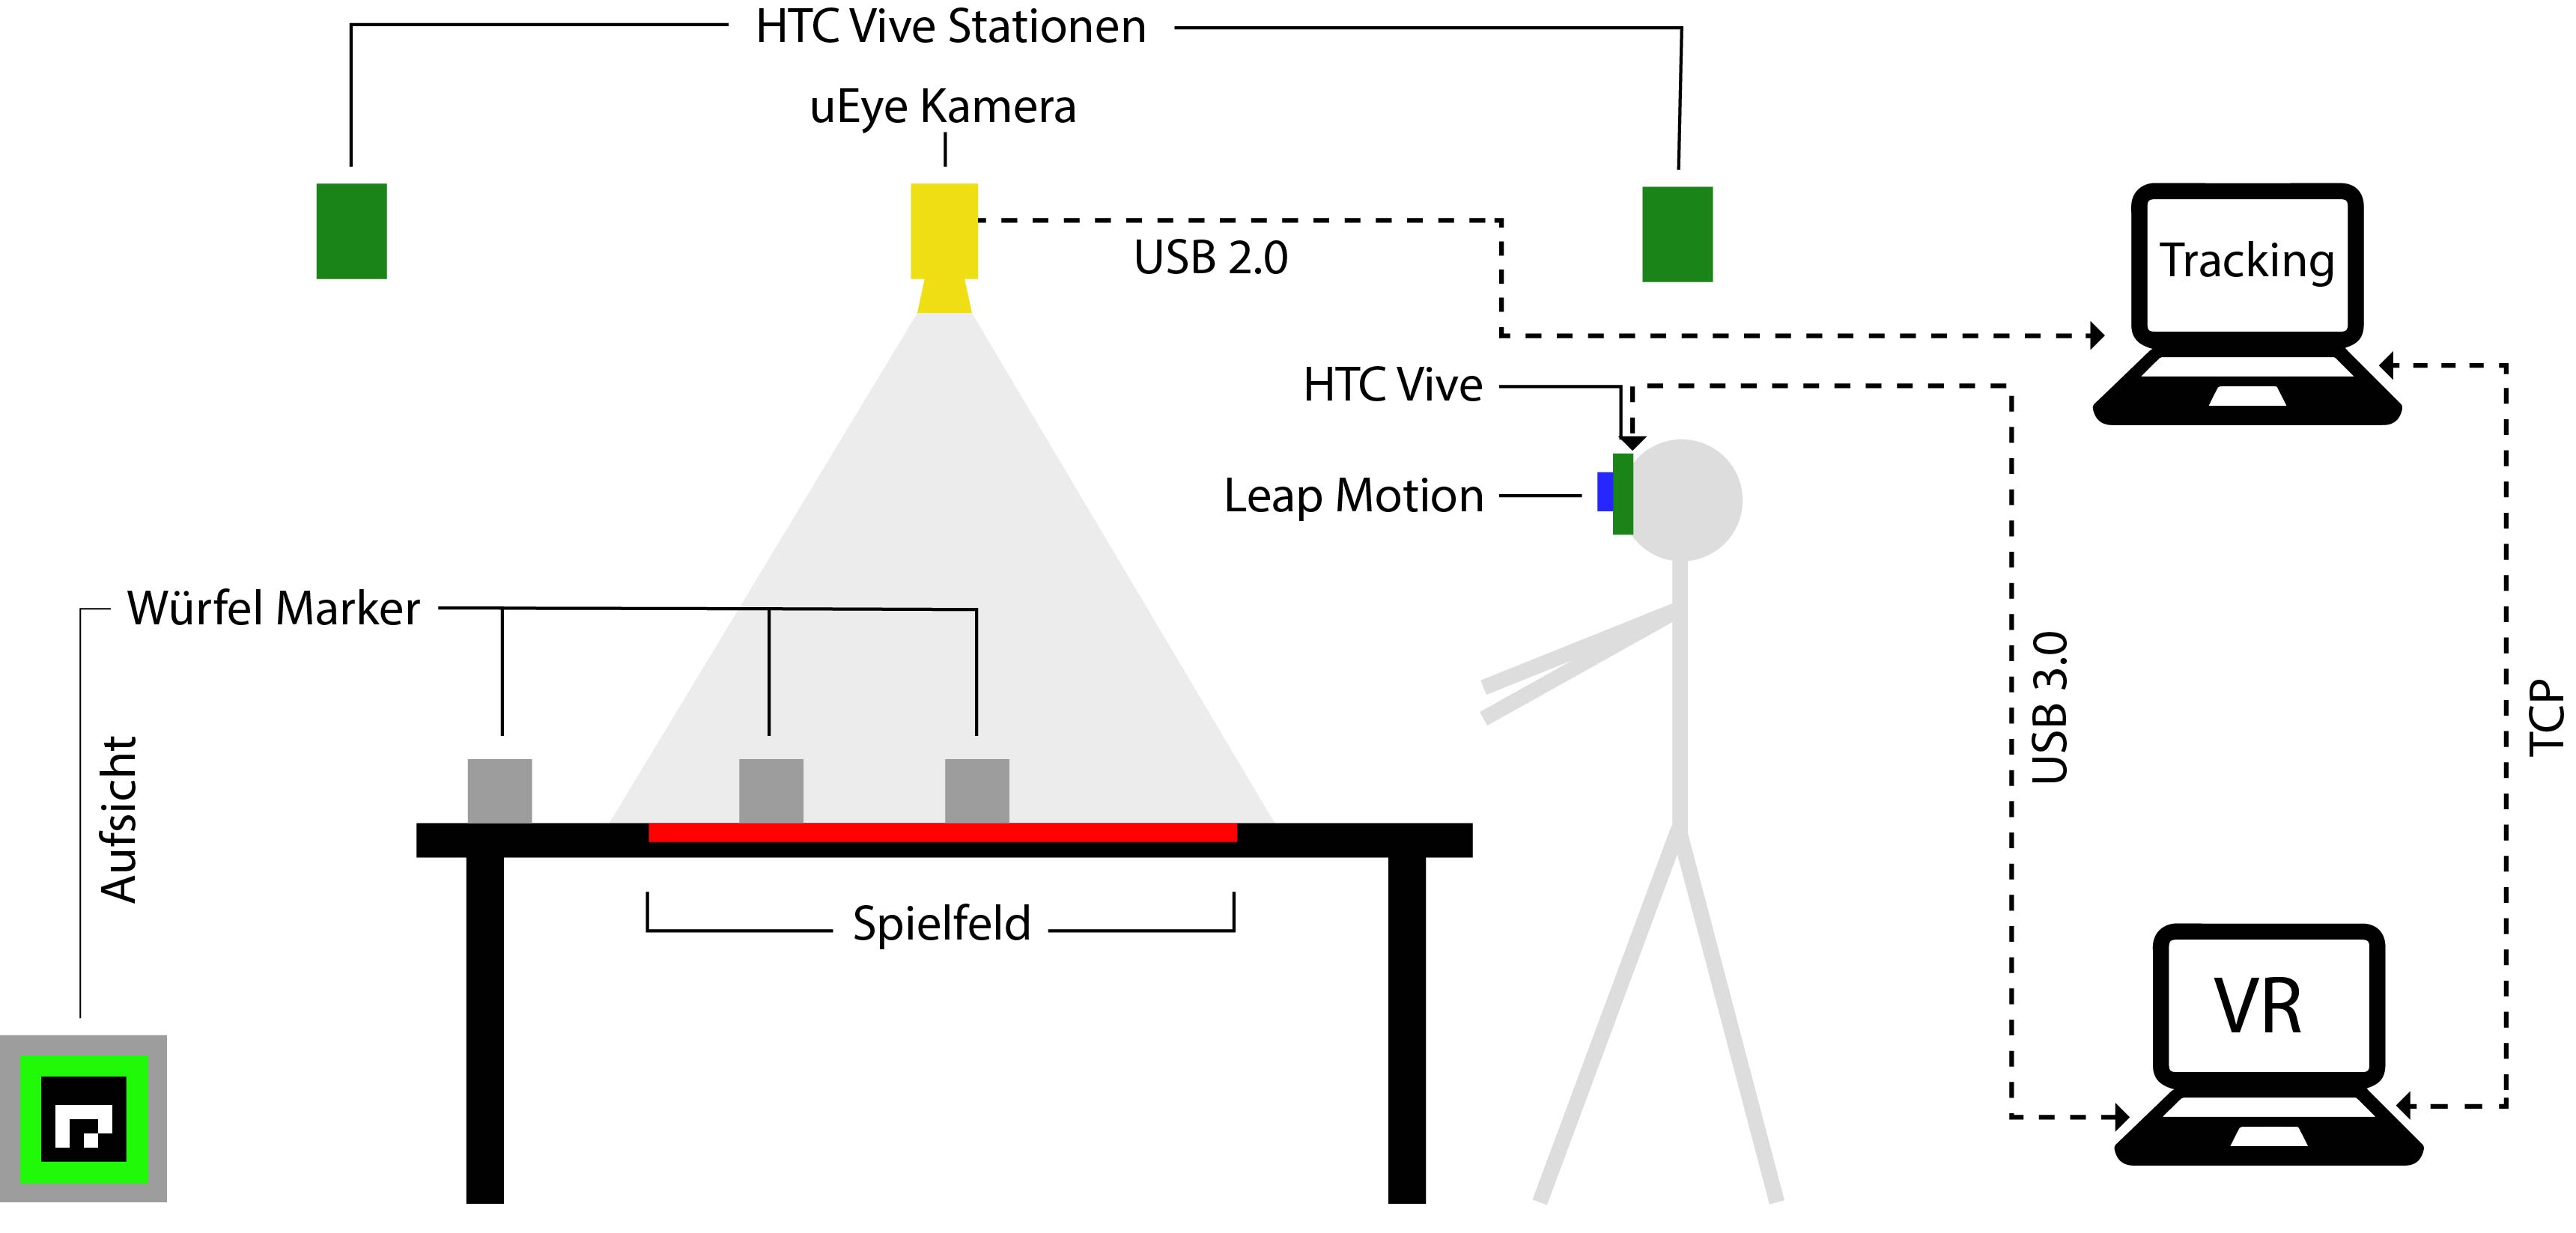 HTC Vive Stationen
uEye Kamera
USB 2.0
Tracking
HTC Vive
Leap Motion
Würfel Marker
Aufsicht
USB 3.0
TCP
Spielfeld
VR